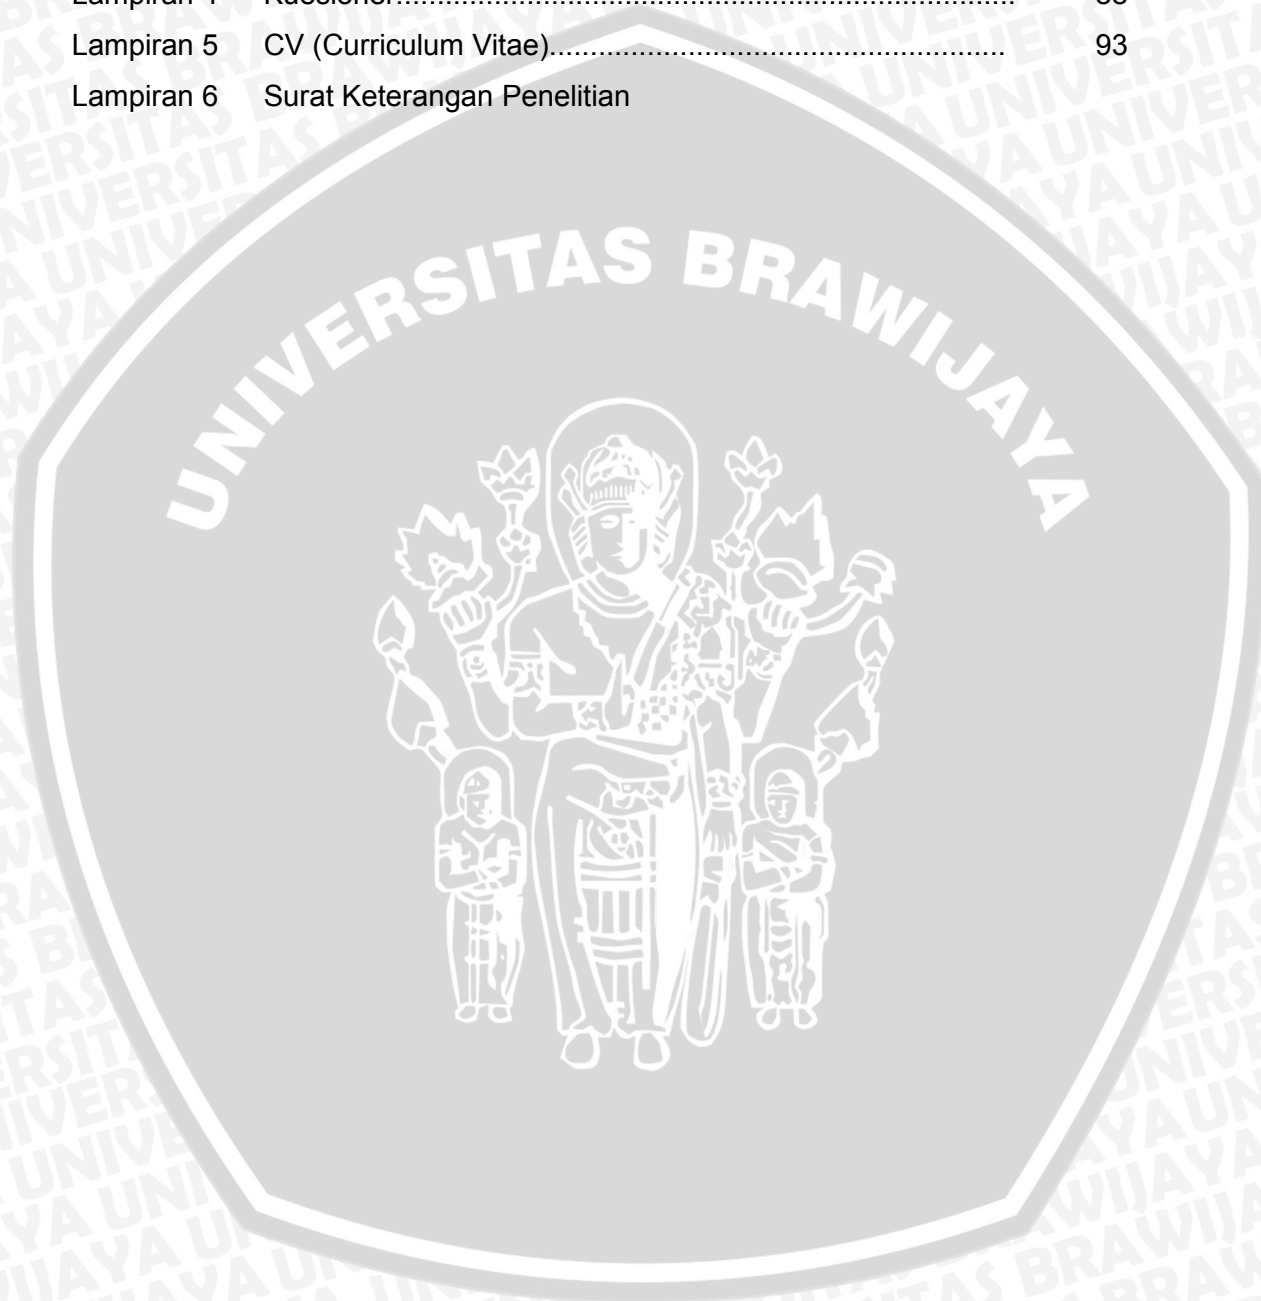 Lampiran 5 CV (Curriculum Vitae)....................................................... 93
Lampiran 6 Surat Keterangan Penelitian
UNIVERSITAS BRAWIJAYA